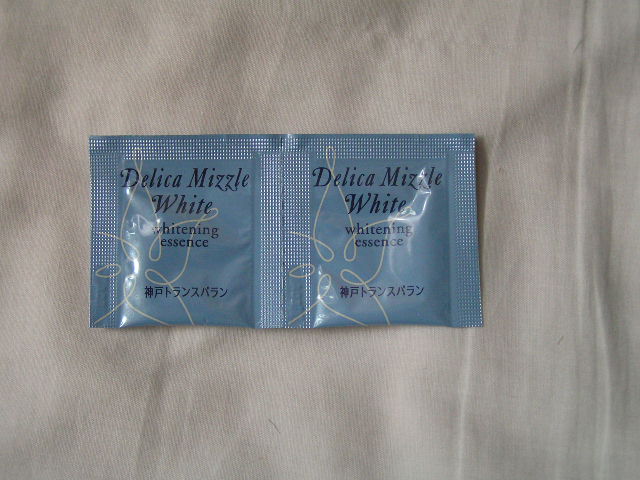 Delica Mizzle
White
whitening
essence
神戸トランスパラン
Delica Mizzle
White
whitening
essence
神戸トランスパラン